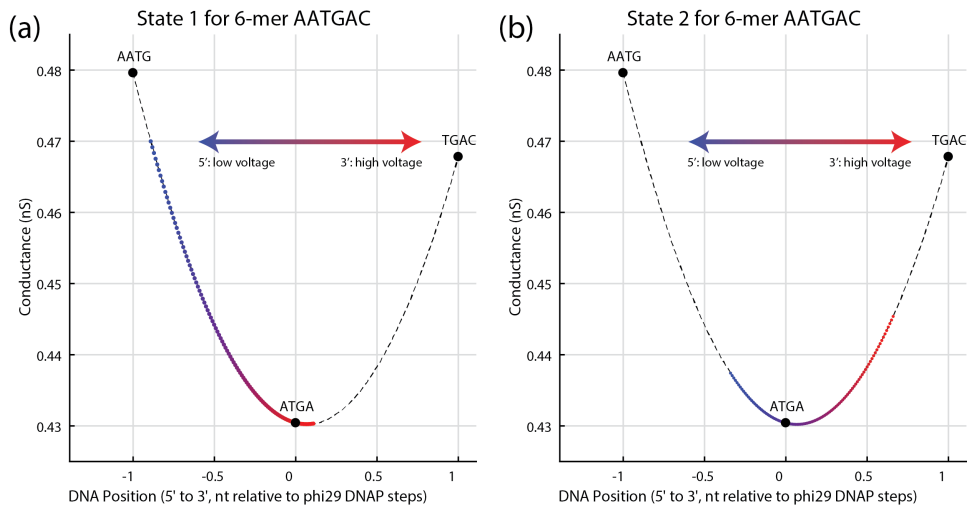 (a)
State 1 for 6-mer AATGAC
AATG
TGAC
ATGA
5': low voltage
3': high voltage
0.48
0.47
0.46
0.45
0.44
0.43
Conductance (nS)
-1
-0.5
0
0.5
1
DNA Position (5' to 3', nt relative to phi29 DNAP steps)
(b)
State 2 for 6-mer AATGAC
AATG
TGAC
ATGA
5': low voltage
3': high voltage
0.48
0.47
0.46
0.45
0.44
0.43
Conductance (nS)
-1
-0.5
0
0.5
1
DNA Position (5' to 3', nt relative to phi29 DNAP steps)